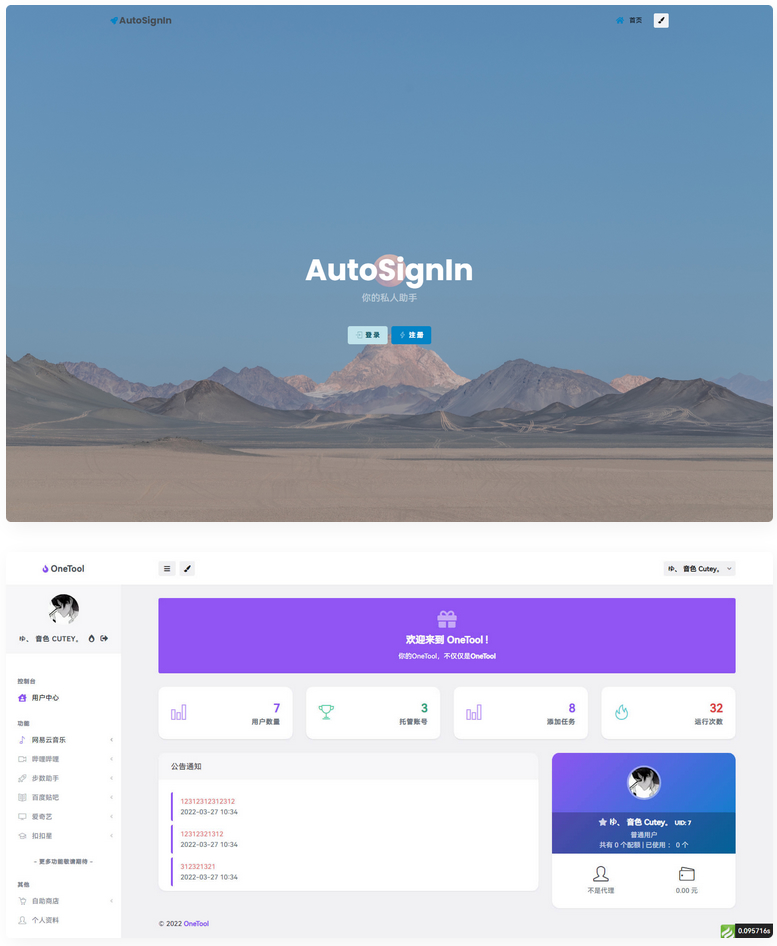 AutoSignIn
首页
AutoSignIn
你的私人助手
登录
注册
OneTool
ゆ、 音色 Cutey。
ゆ、 音色 CUTEY。
欢迎来到 OneTool！
你的OneTool，不仅仅是OneTool
控制台
用户中心
功能
网易云音乐
哔哩哔哩
步数助手
百度贴吧
爱奇艺
扣扣星
~ 更多功能敬请期待 ~
其他
自助商店
个人资料
7
用户数量
3
托管账号
8
添加任务
32
运行次数
公告通知
12312312312312
2022-03-27 10:34
12312321312
2022-03-27 10:34
312321321
2022-03-27 10:34
ゆ、 音色 Cutey。 UID: 7
普通用户
共有 0 个配额 | 已使用： 0 个
不是代理
0.00 元
© 2022 OneTool
0.095716s